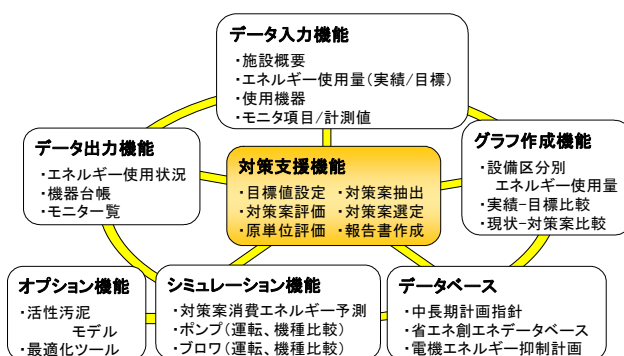 データ入力機能
・施設概要
・エネルギー使用量(実績/目標)
・使用機器
・モニタ項目/計測値
データ出力機能
・エネルギー使用状況
・機器台帳
・モニター覧
対策支援機能
・目標値設定 ・対策案抽出
・対策案評価 ・対策案選定
・原単位評価 ・報告書作成
グラフ作成機能
・設備区分別
エネルギー使用量
・実績-目標比較
・現状-対策案比較
オプション機能
・活性汚泥
モデル
・最適化ツール
シミュレーション機能
・対策案消費エネルギー予測
・ポンプ(運転、機種比較)
・ブロワ(運転、機種比較)
データベース
・中長期計画指針
・省エネ創エネデータベース
・電機エネルギー抑制計画